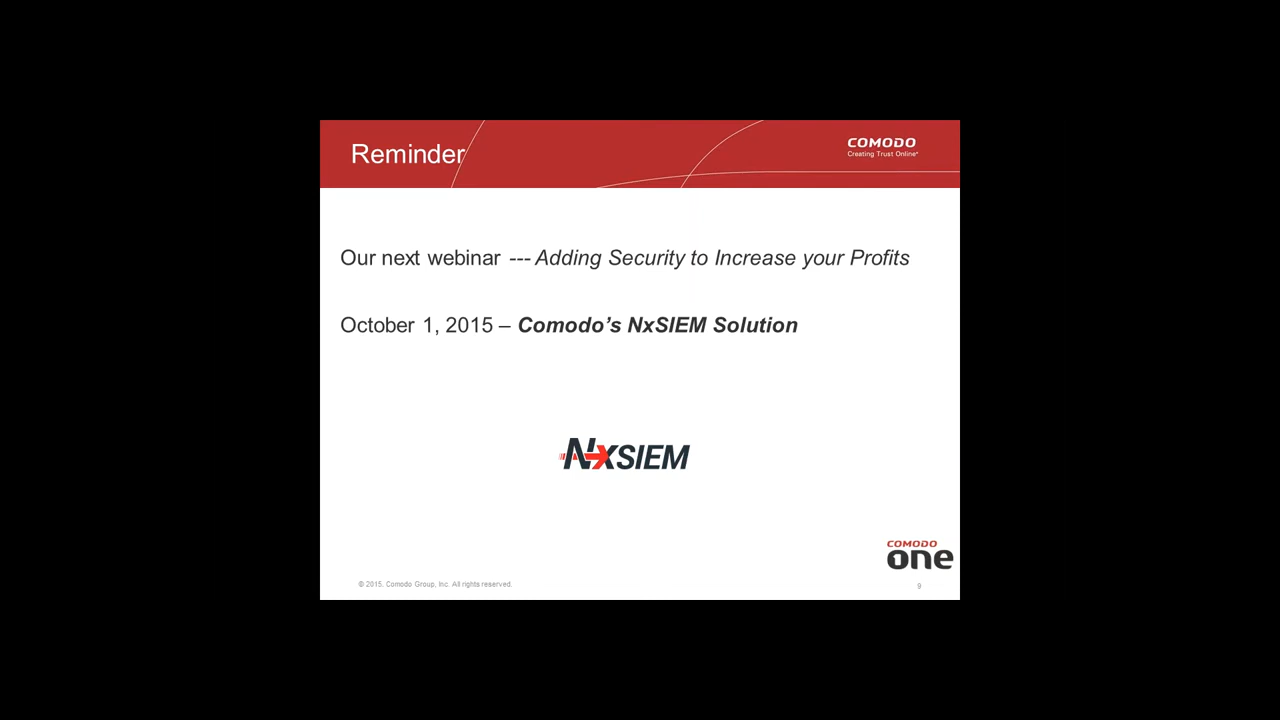 Reminder
COMODO
Creating Trust Online*
Our next webinar --- Adding Security to Increase your Profits
October 1, 2015 – Comodo’s NxSIEM Solution
NxSIEM
COMODO
one
© 2015. Comodo Group, Inc. All rights reserved.
9